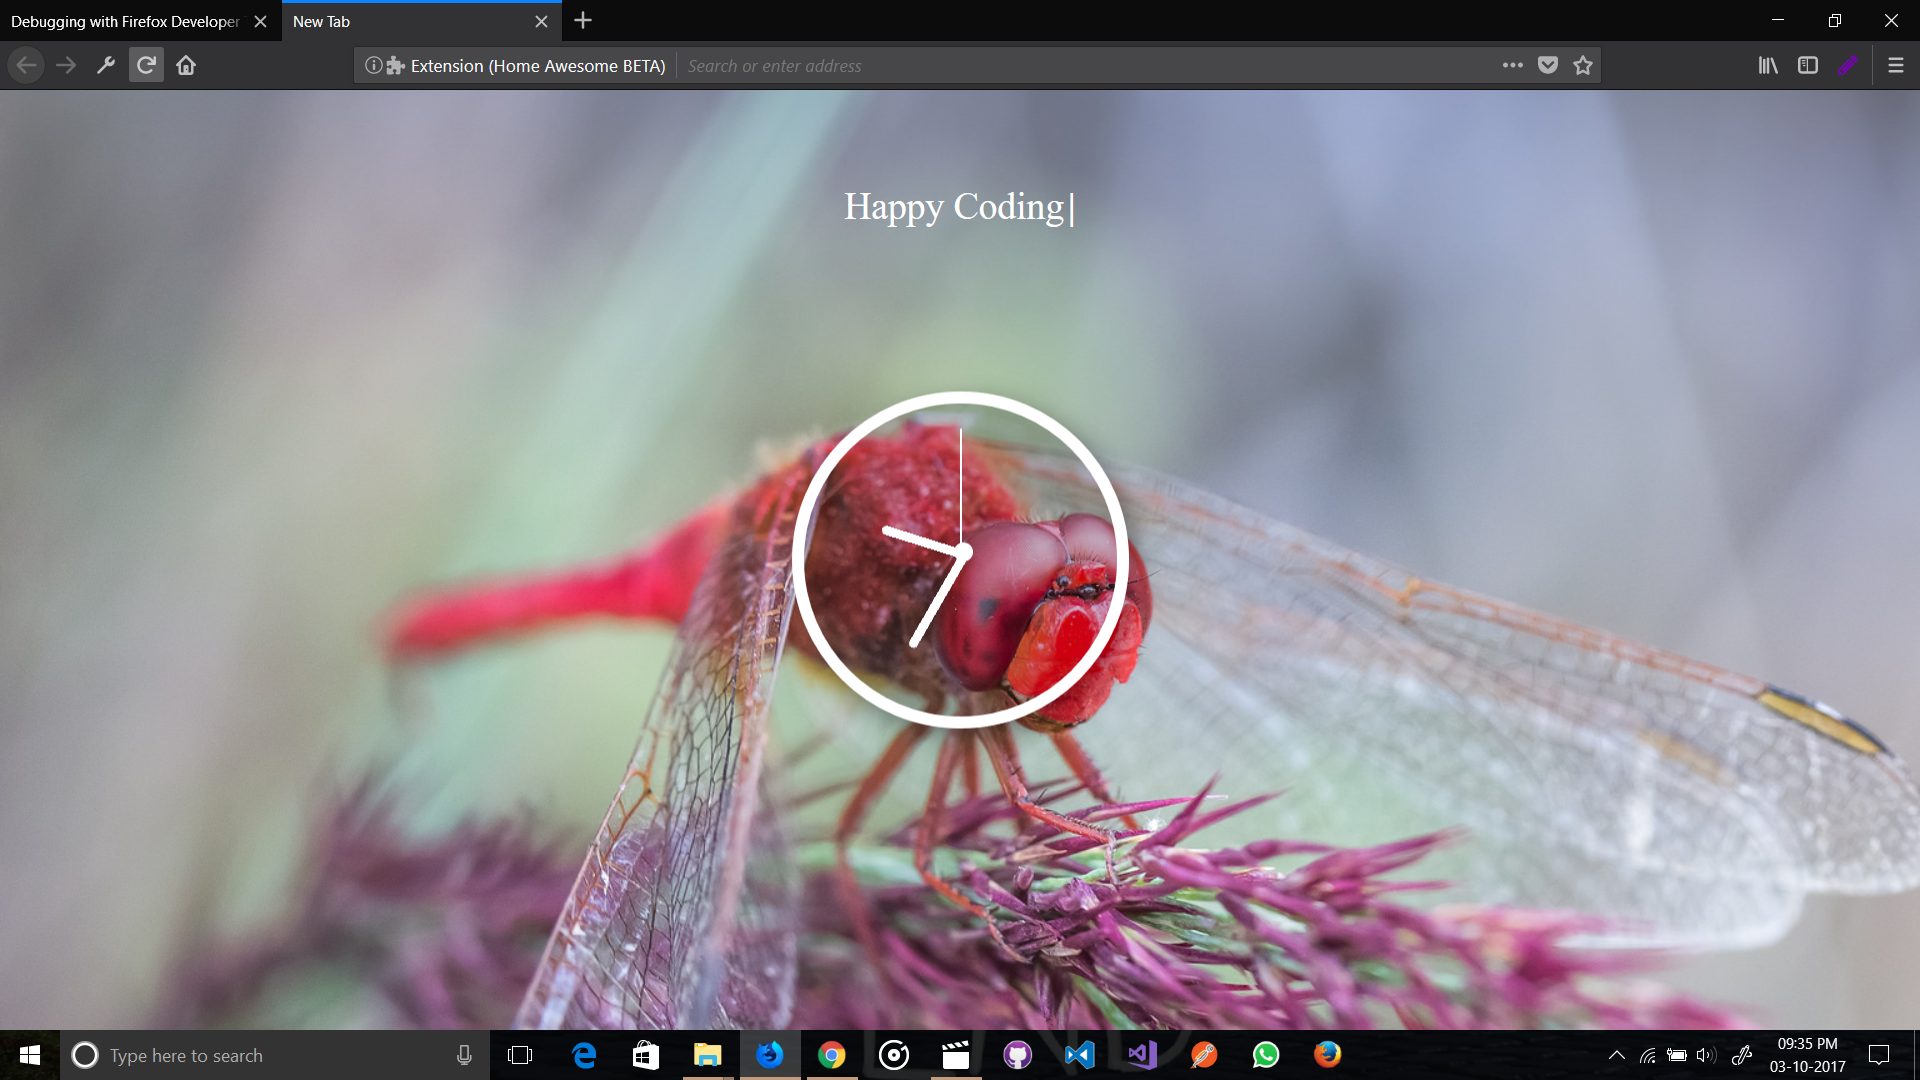 Debugging with Firefox Developer
New Tab
Extension (Home Awesome BETA)
Search or enter address
Happy Coding|
Type here to search
09:35 PM
03-10-2017